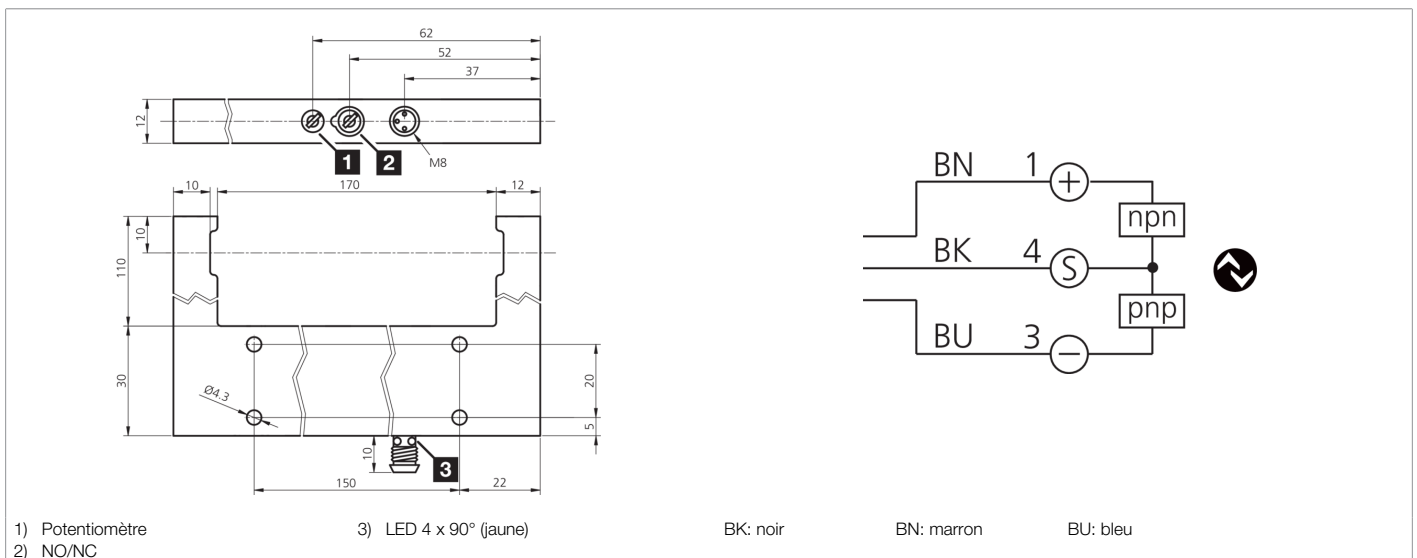 62
52
37
12
1 2
M8
10 170 12
10
110
30
Ø4.3
20
5
10
3
150 22
BN 1 +
npn
BK 4 S
pnp
BU 3 −
1) Potentiomètre 3) LED 4 x 90° (jaune) BK: noir BN: marron BU: bleu
2) NO/NC